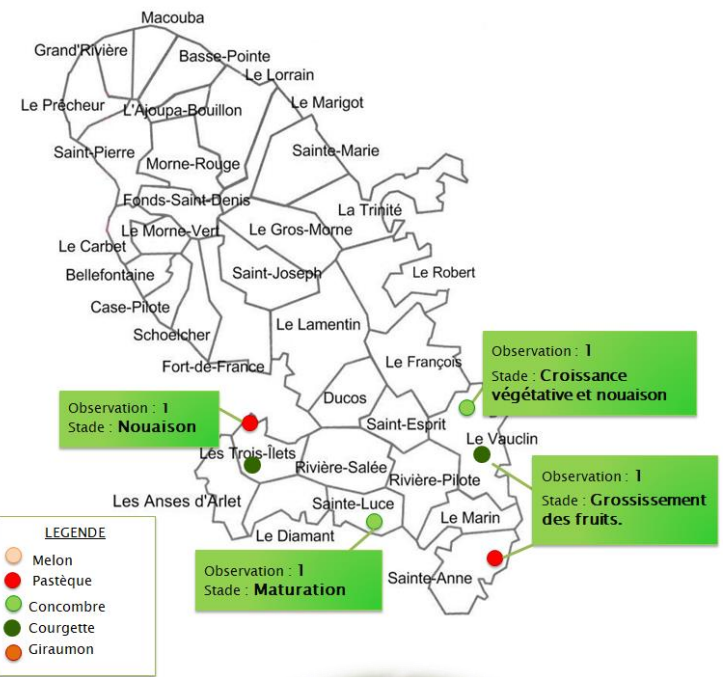 Macouba
Grand'Rivière
Basse-Pointe
Le Lorrain
Le Prêcheur
L'Ajoupa-Bouillon
Le Marigot
Saint-Pierre
Morne-Rouge
Sainte-Marie
Fonds-Saint-Denis
La Trinité
Le Morne-Vert
Le Gros-Morne
Le Carbet
Bellefontaine
Saint-Joseph
Le Robert
Case-Pilote
Schoelcher
Le Lamentin
Fort-de-France
Le François
Observation : 1
Stade : Croissance
végétative et nouaison
Ducos
Observation : 1
Stade : Nouaison
Saint-Esprit
Le Vauclin
Les Trois-Îlets
Rivière-Salée
Rivière-Pilote
Observation : 1
Stade : Grossissement
des fruits.
Les Anses d'Arlet
Sainte-Luce
Le Marin
Le Diamant
Observation : 1
Stade : Maturation
Sainte-Anne
LEGENDE
Melon
Pastèque
Concombre
Courgette
Giraumon